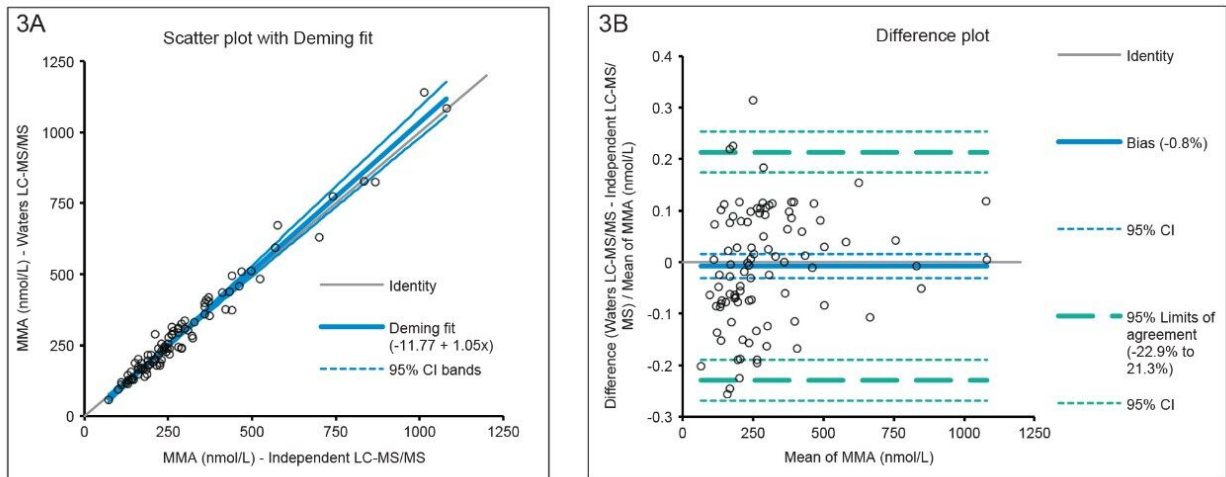 3A
Scatter plot with Deming fit
MMA (nmol/L) - Waters LC-MS/MS
1250
1000
750
500
250
0
0 250 500 750 1000 1250
MMA (nmol/L) - Independent LC-MS/MS
Identity
Deming fit
(-11.77 + 1.05x)
95% CI bands
3B
Difference plot
Difference (Waters LC-MS/MS - Independent LC-MS/
MS) / Mean of MMA (nmol/L)
0.4
0.3
0.2
0.1
0
-0.1
-0.2
-0.3
0 250 500 750 1000 1250
Mean of MMA (nmol/L)
Identity
Bias (-0.8%)
95% CI
95% Limits of
agreement
(-22.9% to
21.3%)
95% CI